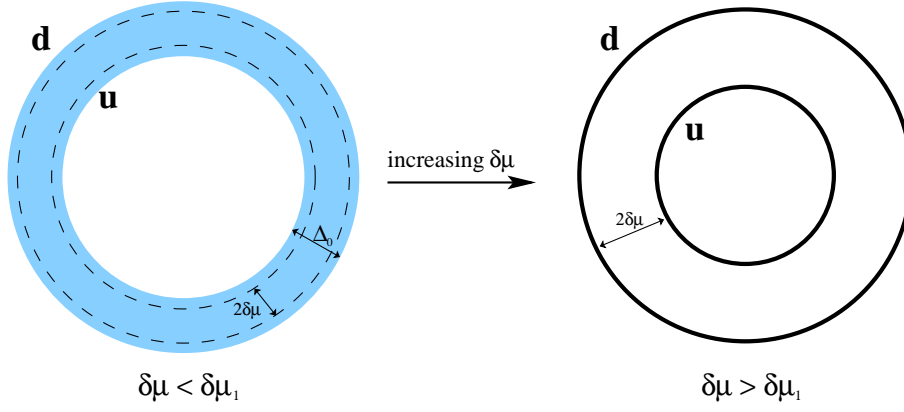 d
u
Δ₀
2δμ
δμ < δμ₁
increasing δμ
d
u
2δμ
δμ > δμ₁